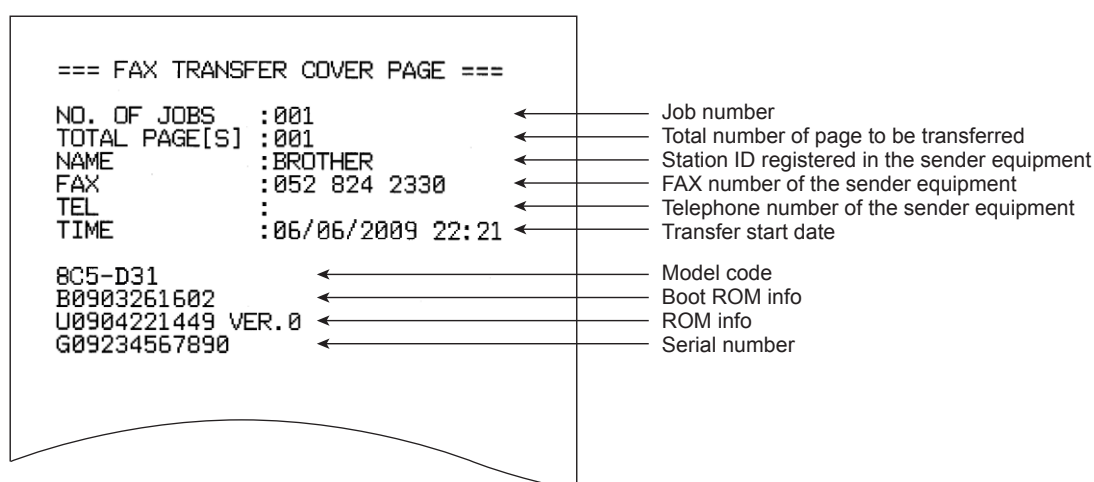 === FAX TRANSFER COVER PAGE ===
NO. OF JOBS :001 Job number
TOTAL PAGE[S] :001 Total number of page to be transferred
NAME :BROTHER Station ID registered in the sender equipment
FAX :052 824 2330 FAX number of the sender equipment
TEL : Telephone number of the sender equipment
TIME :06/06/2009 22:21 Transfer start date
8C5-D31 Model code
B0903261602 Boot ROM info
U0904221449 VER.0 ROM info
G09234567890 Serial number